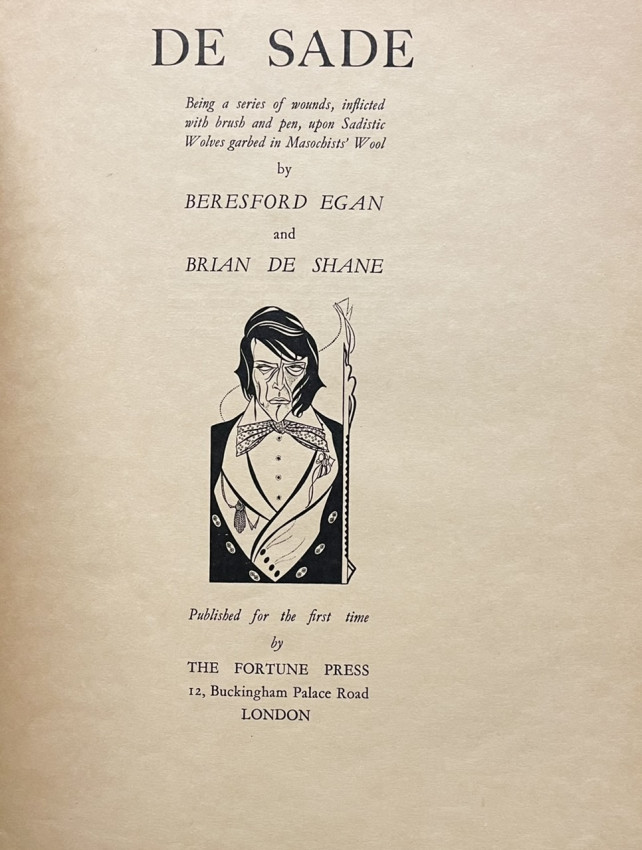 DE SADE
Being a series of wounds, inflicted
with brush and pen, upon Sadistic
Wolves garbed in Masochists' Wool
by
BERESFORD EGAN
and
BRIAN DE SHANE
Published for the first time
by
THE FORTUNE PRESS
12, Buckingham Palace Road
LONDON